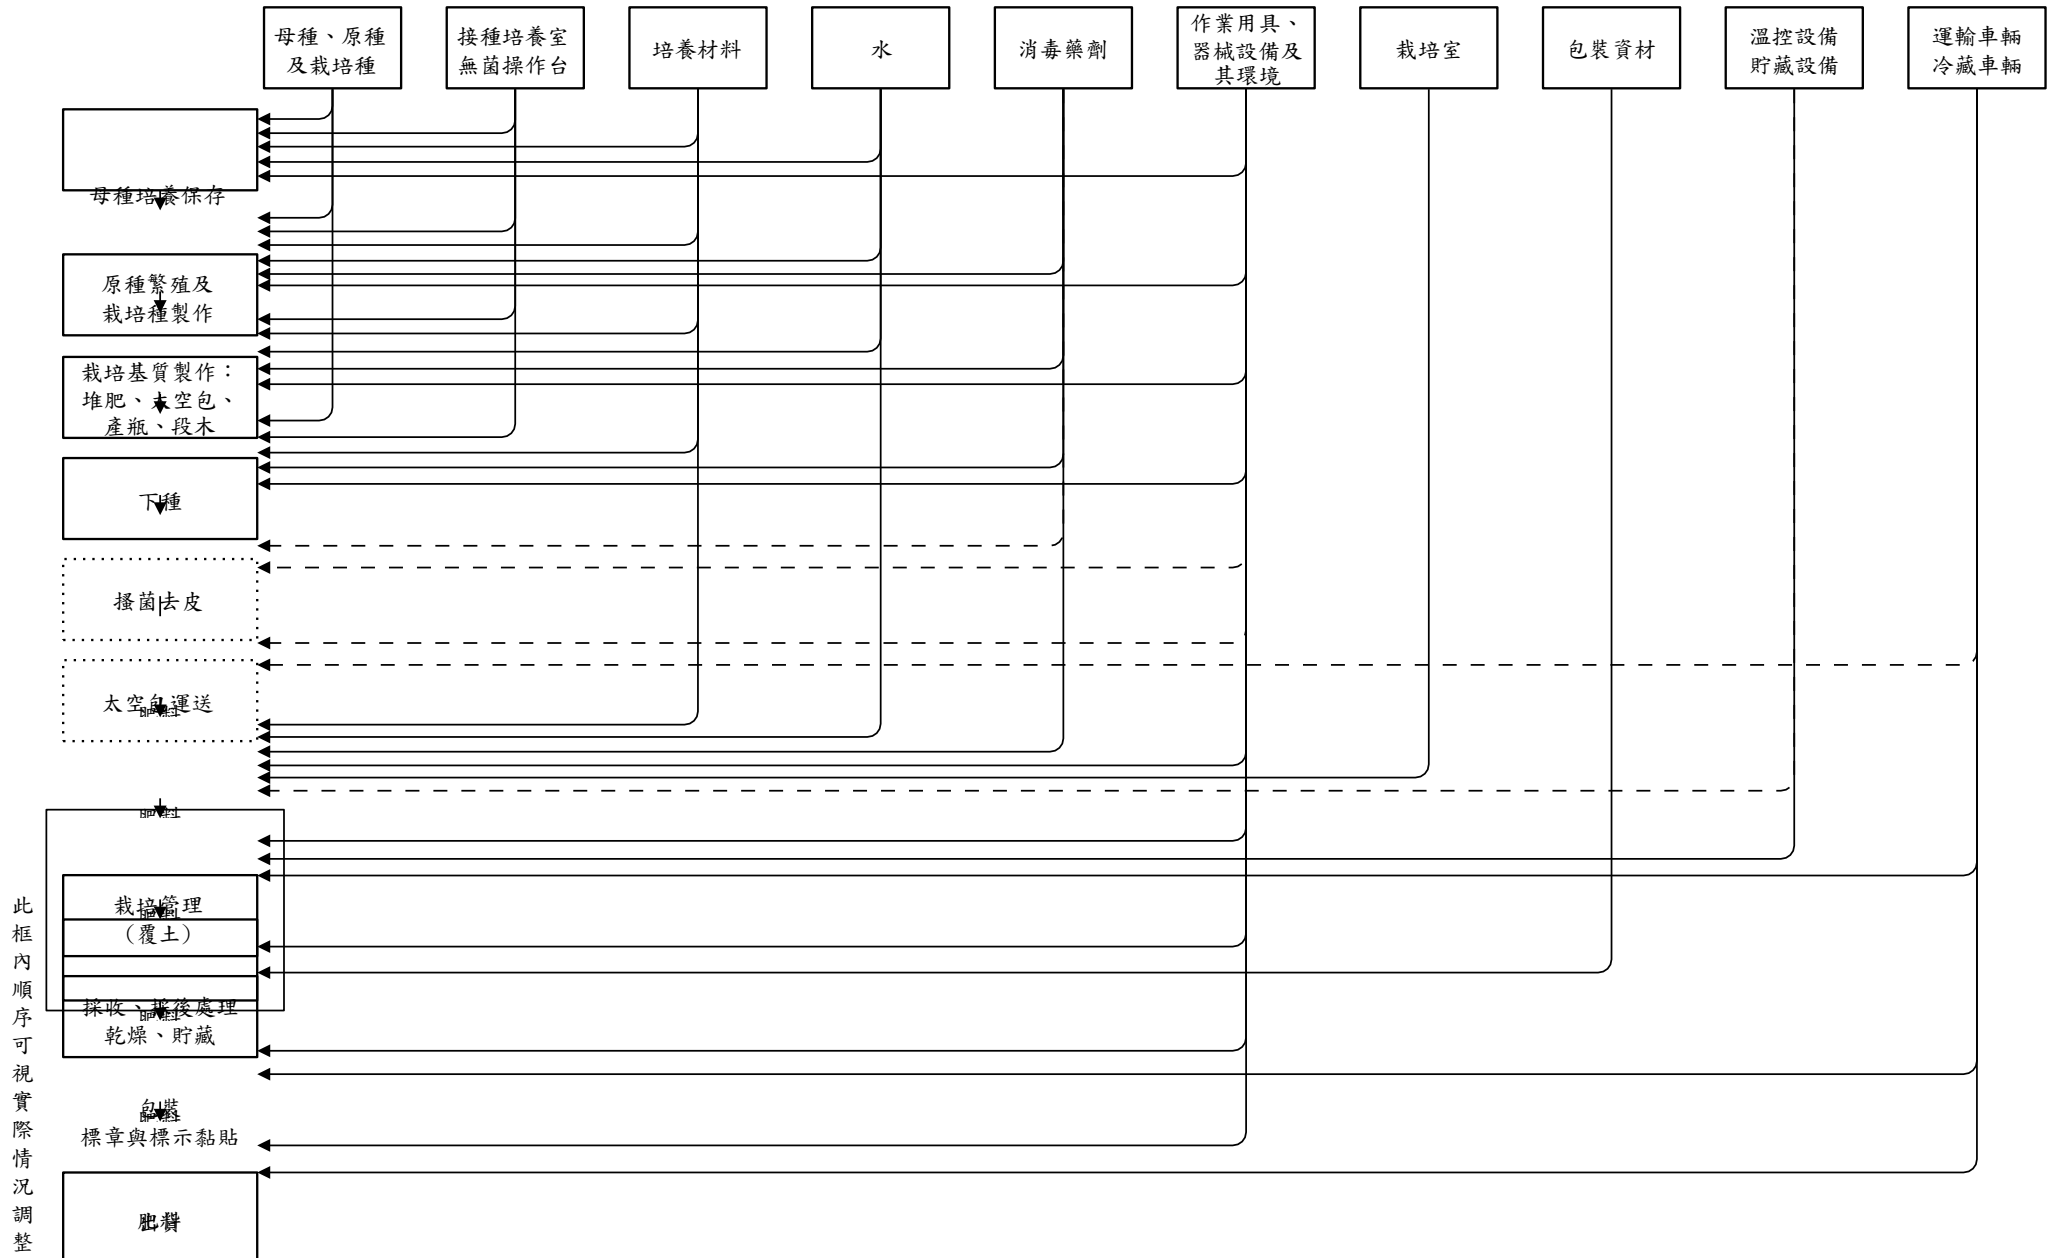 母種、原種
及栽培種
接種培養室
無菌操作台
培養材料
水
消毒藥劑
作業用具、
器械設備及
其環境
栽培室
包裝資材
溫控設備
貯藏設備
運輸車輛
冷藏車輛
母種培養保存
原種繁殖及
栽培種製作
栽培基質製作：
堆肥、太空包、
產瓶、段木
下種
搔菌去皮
太空包運送
栽培管理
（覆土）
採收、採後處理
乾燥、貯藏
包裝
標章與標示黏貼
此框內順序可視實際情況調整